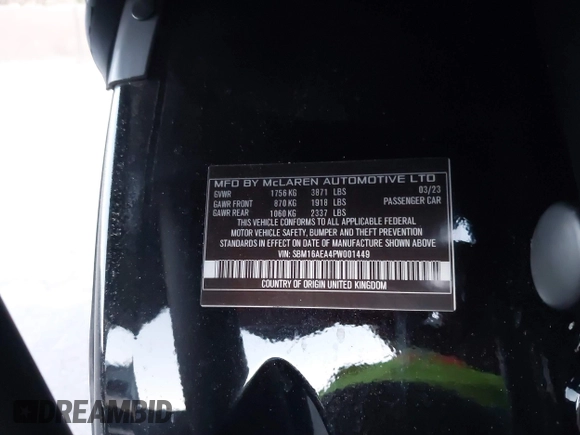 MFD BY McLAREN AUTOMOTIVE LTD
GVWR 1756 KG 3871 LBS 03/23
GAWR FRONT 870 KG 1918 LBS PASSENGER CAR
GAWR REAR 1060 KG 2337 LBS
THIS VEHICLE CONFORMS TO ALL APPLICABLE FEDERAL
MOTOR VEHICLE SAFETY, BUMPER AND THEFT PREVENTION
STANDARDS IN EFFECT ON DATE OF MANUFACTURE SHOWN ABOVE
VIN: SBM16AEA4PW001449
COUNTRY OF ORIGIN UNITED KINGDOM
DREAMBID